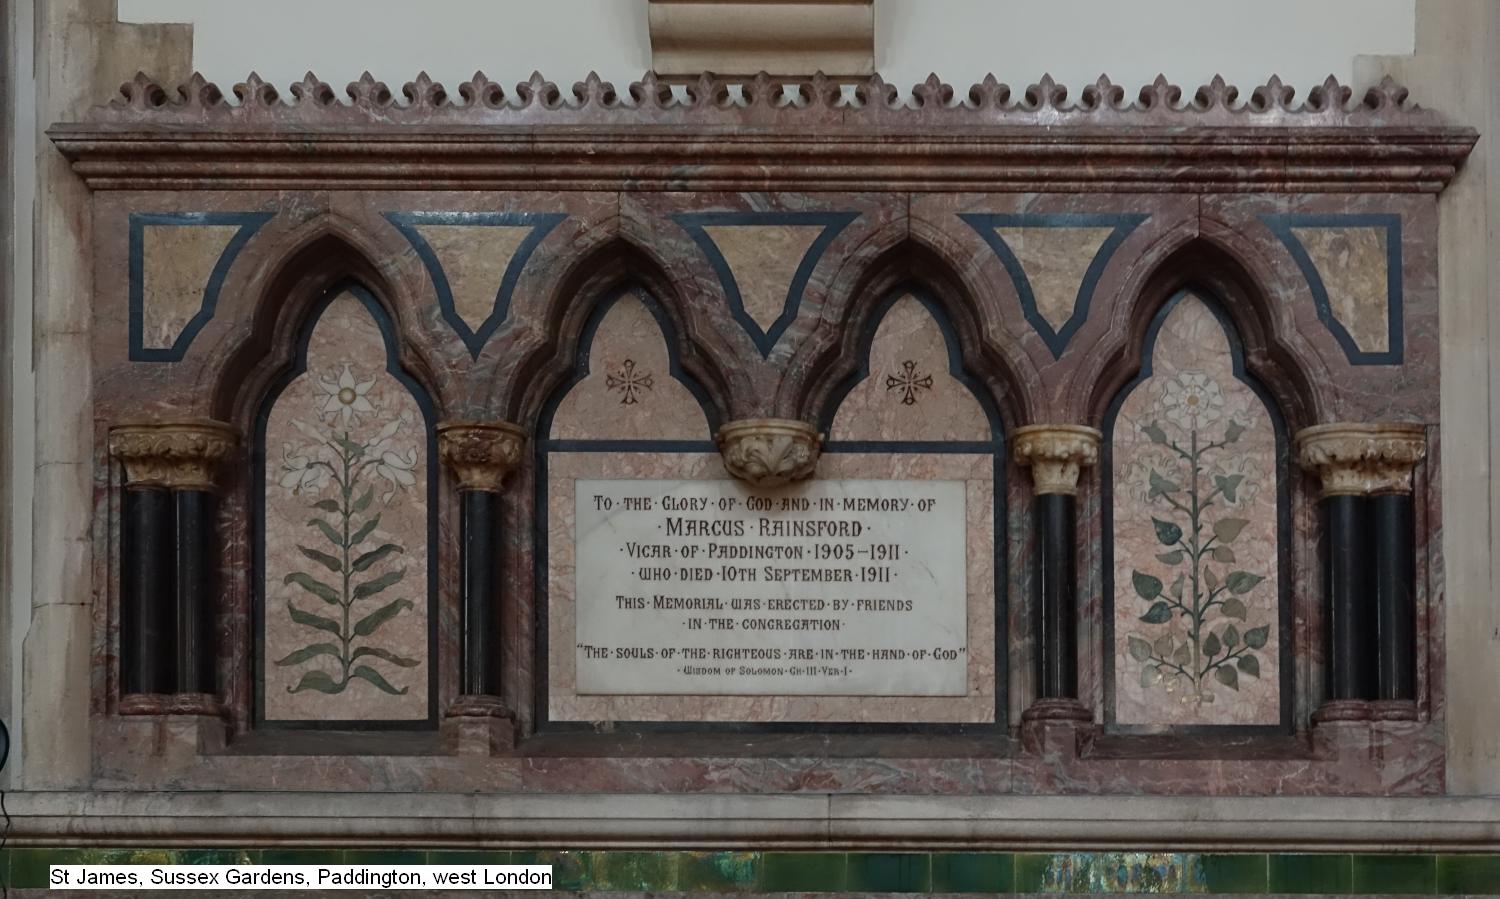 To · the · Glory · of · God · and · in · memory · of
· Marcus · Rainsford ·
· Vicar · of · Paddington · 1905–1911 ·
· who · died · 10th September · 1911 ·
This · Memorial · was · erected · by · friends
· in · the · congregation ·
"The · souls · of · the · righteous · are · in · the · hand · of · God"
· Wisdom of Solomon · Ch · III · Ver · I ·
St James, Sussex Gardens, Paddington, west London